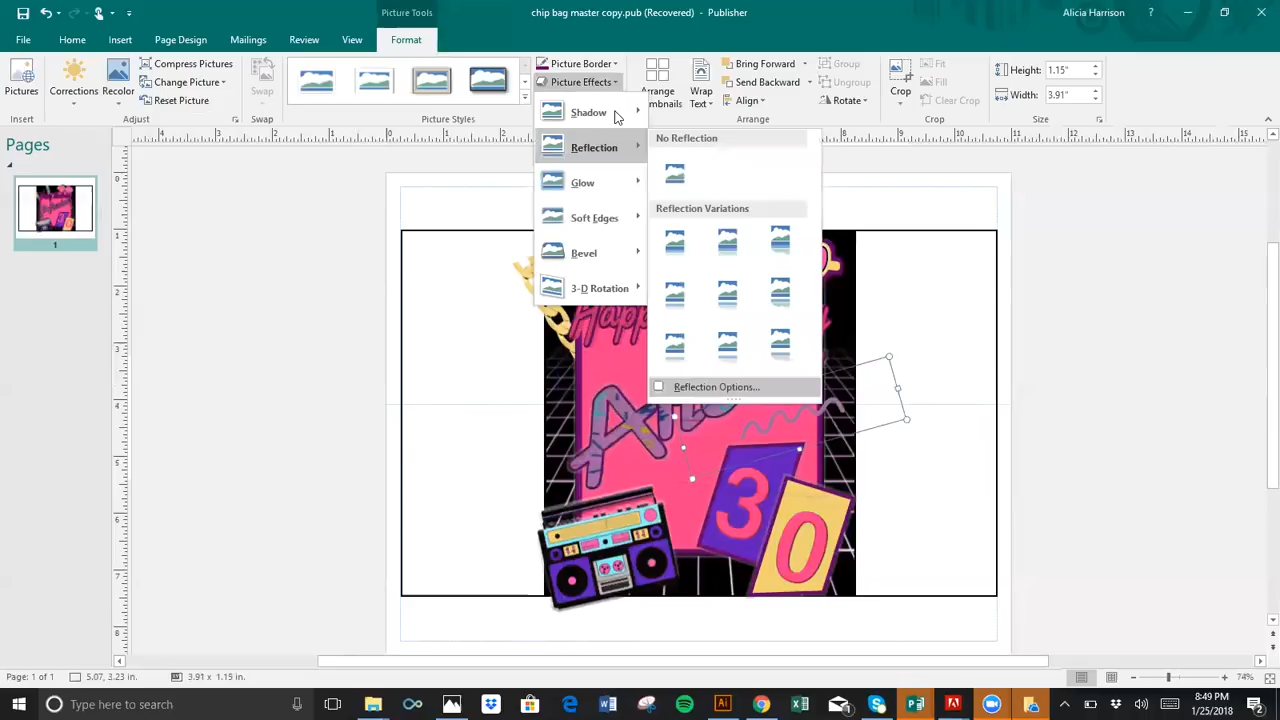 Picture Tools
chip bag master copy.pub (Recovered) - Publisher
Alicia Harrison
?
File
Home
Insert
Page Design
Mailings
Review
View
Format
Pictures
Corrections
Recolor
Compress Pictures
Change Picture
Reset Picture
Swap
Picture Border
Picture Effects
Wrap
Text
Bring Forward
Send Backward
Align
Group
Ungroup
Rotate
Crop
Fit
Fill
Clear Crop
Height: 1.15"
Width: 3.91"
Insert
Adjust
Swap
Picture Styles
Arrange
Crop
Size
Pages
1
Shadow
Reflection
Glow
Soft Edges
Bevel
3-D Rotation
No Reflection
Reflection Variations
Reflection Options...
30
Page: 1 of 1
5.07, 3.23 in.
3.91 x 1.15 in.
74%
Type here to search
8:49 PM
1/25/2018